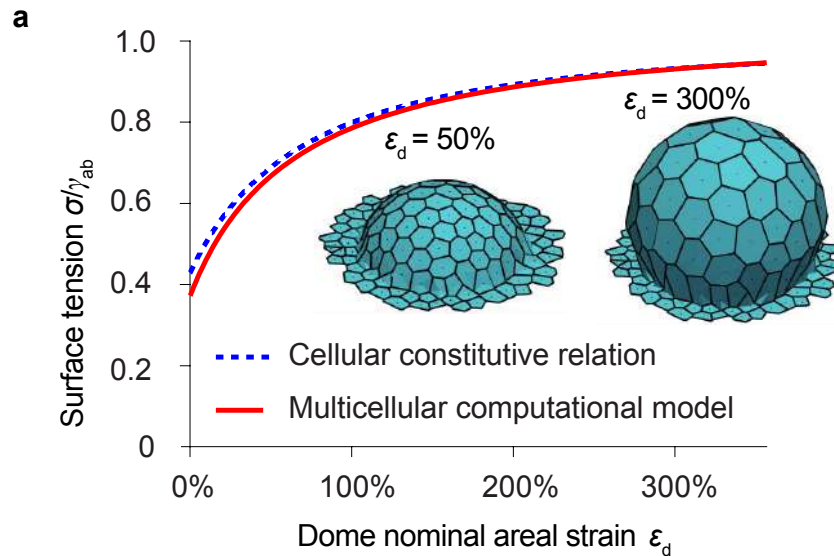 a
1.0
0.8
0.6
0.4
0.2
0
Surface tension σ/γab
εd = 50%
εd = 300%
Cellular constitutive relation
Multicellular computational model
0% 100% 200% 300%
Dome nominal areal strain εd